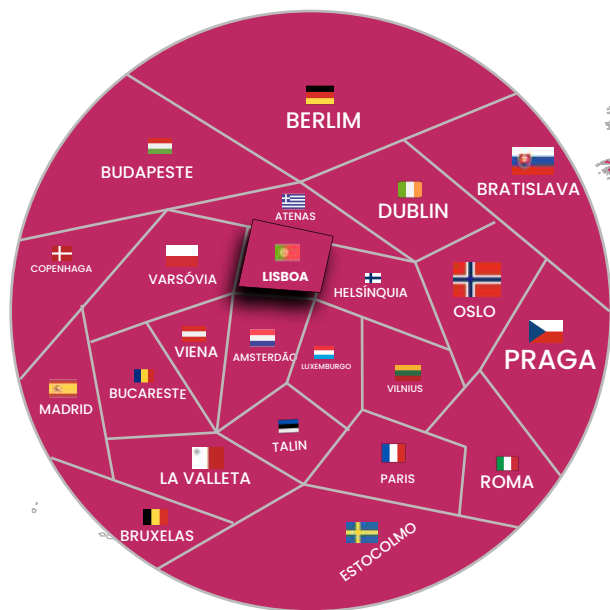 BERLIM
BUDAPESTE
BRATISLAVA
DUBLIN
ATENAS
COPENHAGA
VARSÓVIA
LISBOA
HELSÍNQUIA
OSLO
PRAGA
VIENA
AMSTERDÃO
LUXEMBURGO
VILNIUS
BUCARESTE
MADRID
TALIN
LA VALLETA
PARIS
ROMA
BRUXELAS
ESTOCOLMO